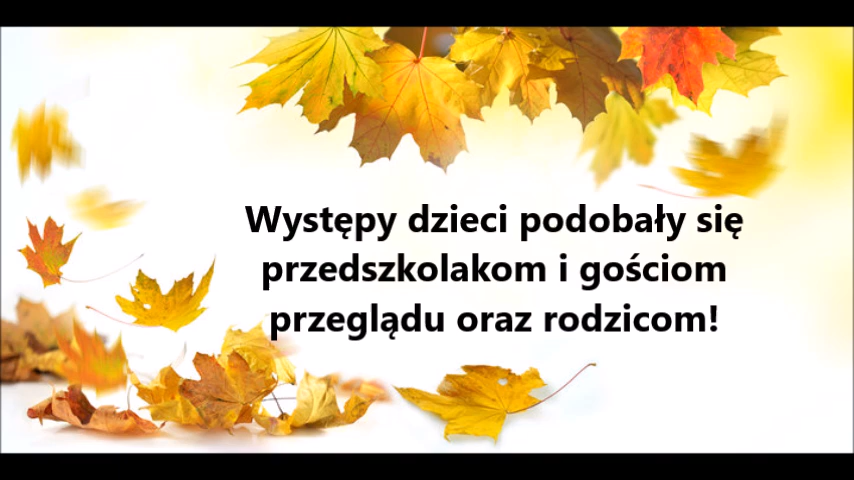 Występy dzieci podobały się
przedszkolakom i gościom
przeglądu oraz rodzicom!